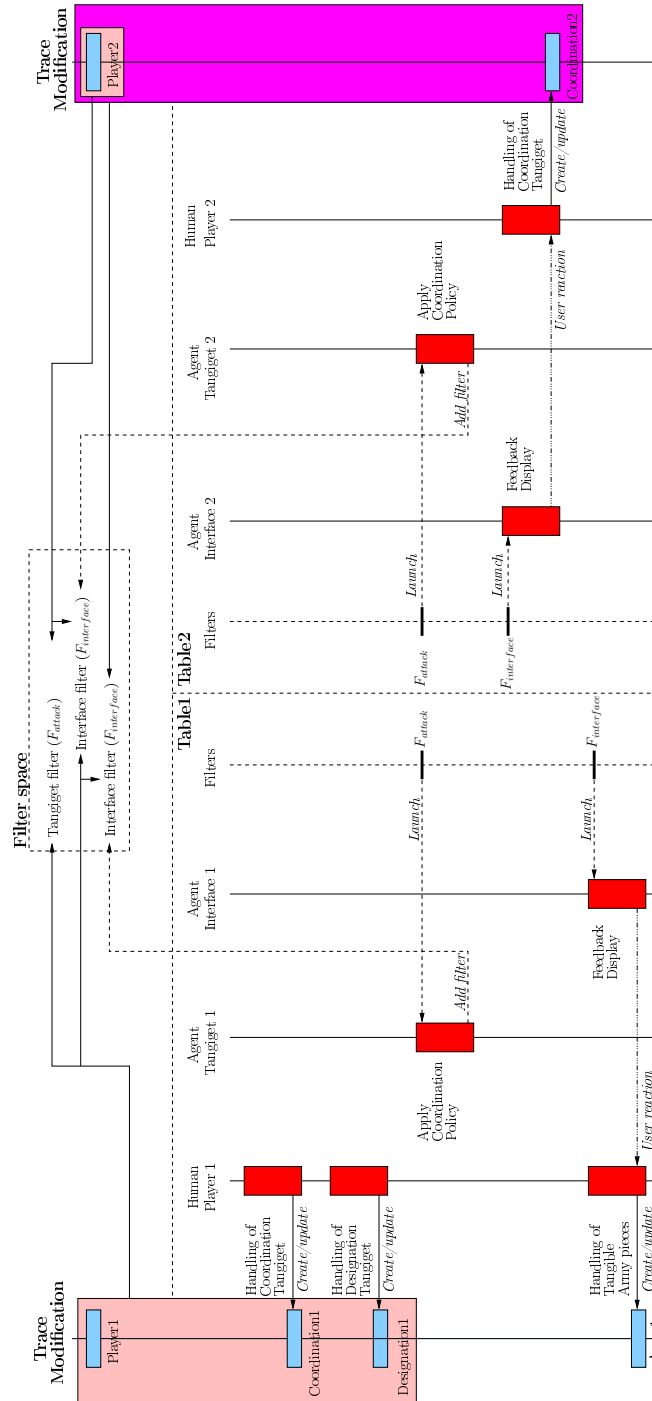 Filter space
Tangiget filter (F_attack)
Interface filter (F_interface)
Interface filter (F_interface)
Trace
Modification
Player1
Coordination1
Designation1
Trace
Modification
Player2
Coordination2
Table1
Table2
Human
Player 1
Agent
Tangiget 1
Agent
Interface 1
Filters
Filters
Agent
Interface 2
Agent
Tangiget 2
Human
Player 2
Handling of
Coordination
Tangiget
Create/update
Handling of
Designation
Tangiget
Create/update
Apply
Coordination
Policy
Add filter
Launch
F_attack
F_attack
Launch
Add filter
Apply
Coordination
Policy
F_interface
Launch
Feedback
Display
User reaction
Handling of
Coordination
Tangiget
Create/update
F_interface
Launch
Feedback
Display
User reaction
Handling of
Tangible
Army pieces
Create/update